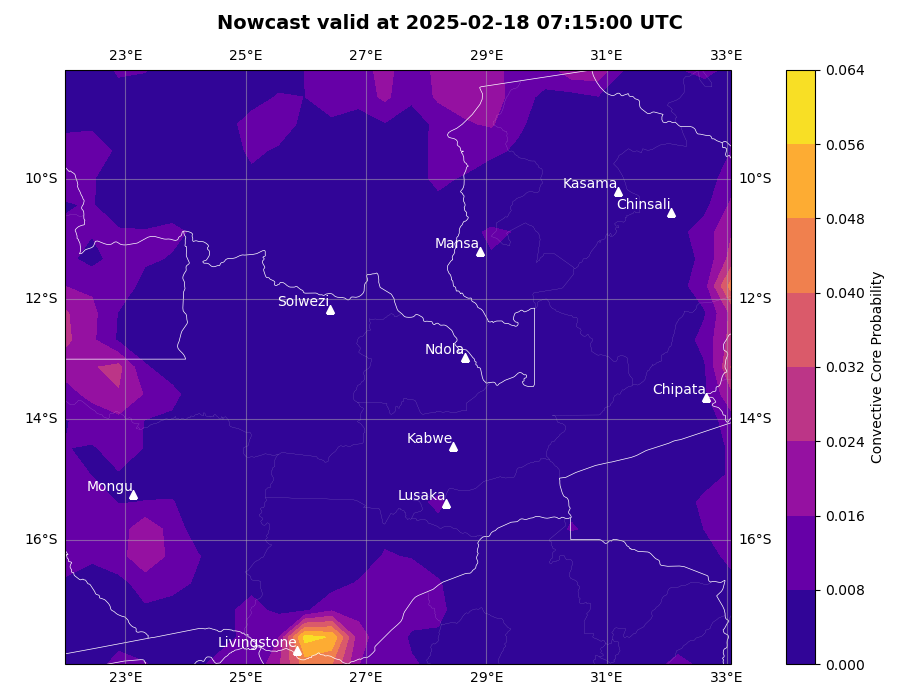 Nowcast valid at 2025-02-18 07:15:00 UTC
23°E 25°E 27°E 29°E 31°E 33°E
0.064
0.056
10°S Kasama 10°S
Chinsali
0.048
Mansa
12°S Solwezi 12°S 0.040
Ndola
0.032
Chipata
14°S 14°S
Kabwe 0.024
Mongu Lusaka
0.016
16°S 16°S
0.008
Livingstone
0.000
23°E 25°E 27°E 29°E 31°E 33°E
Convective Core Probability